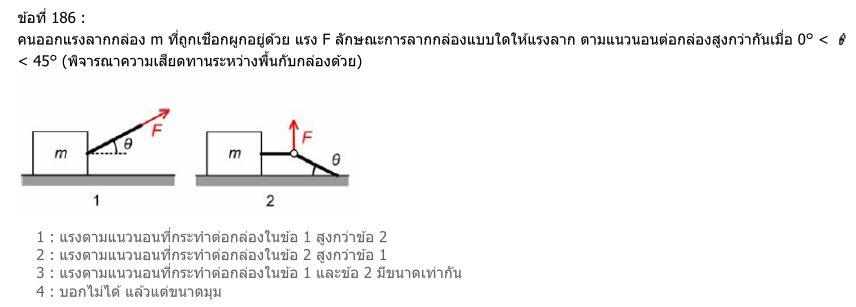 ข้อที่ 186 :
คนออกแรงลากกล่อง m ที่ถูกเชือกผูกอยู่ด้วย แรง F ลักษณะการลากกล่องแบบใดให้แรงลาก ตามแนวนอนต่อกล่องสูงกว่ากันเมื่อ 0° < θ
< 45° (พิจารณาความเสียดทานระหว่างพื้นกับกล่องด้วย)
m F θ m F θ
1 2
1 : แรงตามแนวนอนที่กระทำต่อกล่องในข้อ 1 สูงกว่าข้อ 2
2 : แรงตามแนวนอนที่กระทำต่อกล่องในข้อ 2 สูงกว่าข้อ 1
3 : แรงตามแนวนอนที่กระทำต่อกล่องในข้อ 1 และข้อ 2 มีขนาดเท่ากัน
4 : บอกไม่ได้ แล้วแต่ขนาดมุม